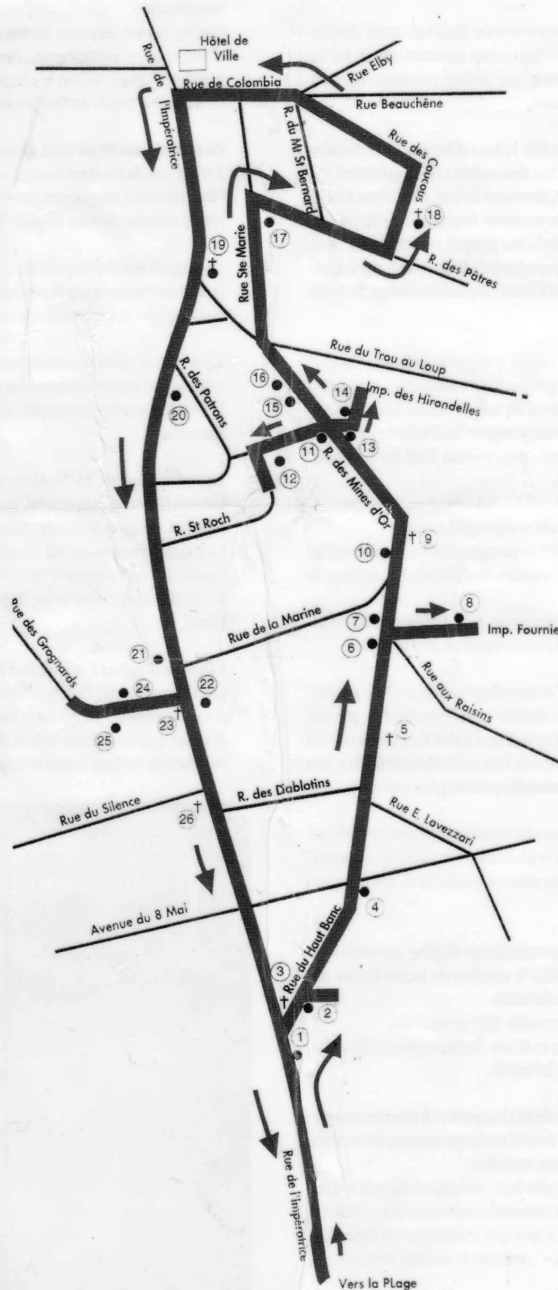 Hôtel de
Ville
Rue Elby
Rue de
l'Impératrice
Rue de Colombia
Rue Beauchêne
R. du Ml St Bernard
Rue des Coucous
18
17
19
Rue Ste Marie
R. des Pâtres
Rue du Trou au Loup
16
14
Imp. des Hirondelles
15
R. des Patrons
20
11
13
12
R. des Mines d'Or
R. St Roch
10
9
8
7
Rue de la Marine
Imp. Fournie
6
Rue des Grognards
21
24
22
Rue aux Raisins
23
25
5
R. des Diablotins
Rue du Silence
26
Rue E. Lavezzari
4
Avenue du 8 Mai
Rue du Haut Banc
3
2
1
Rue de l'Impératrice
Vers la PLage